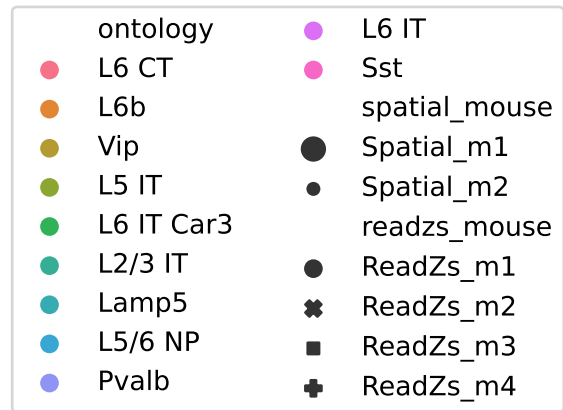 ontology
L6 CT
L6b
Vip
L5 IT
L6 IT Car3
L2/3 IT
Lamp5
L5/6 NP
Pvalb
L6 IT
Sst
spatial_mouse
Spatial_m1
Spatial_m2
readzs_mouse
ReadZs_m1
ReadZs_m2
ReadZs_m3
ReadZs_m4